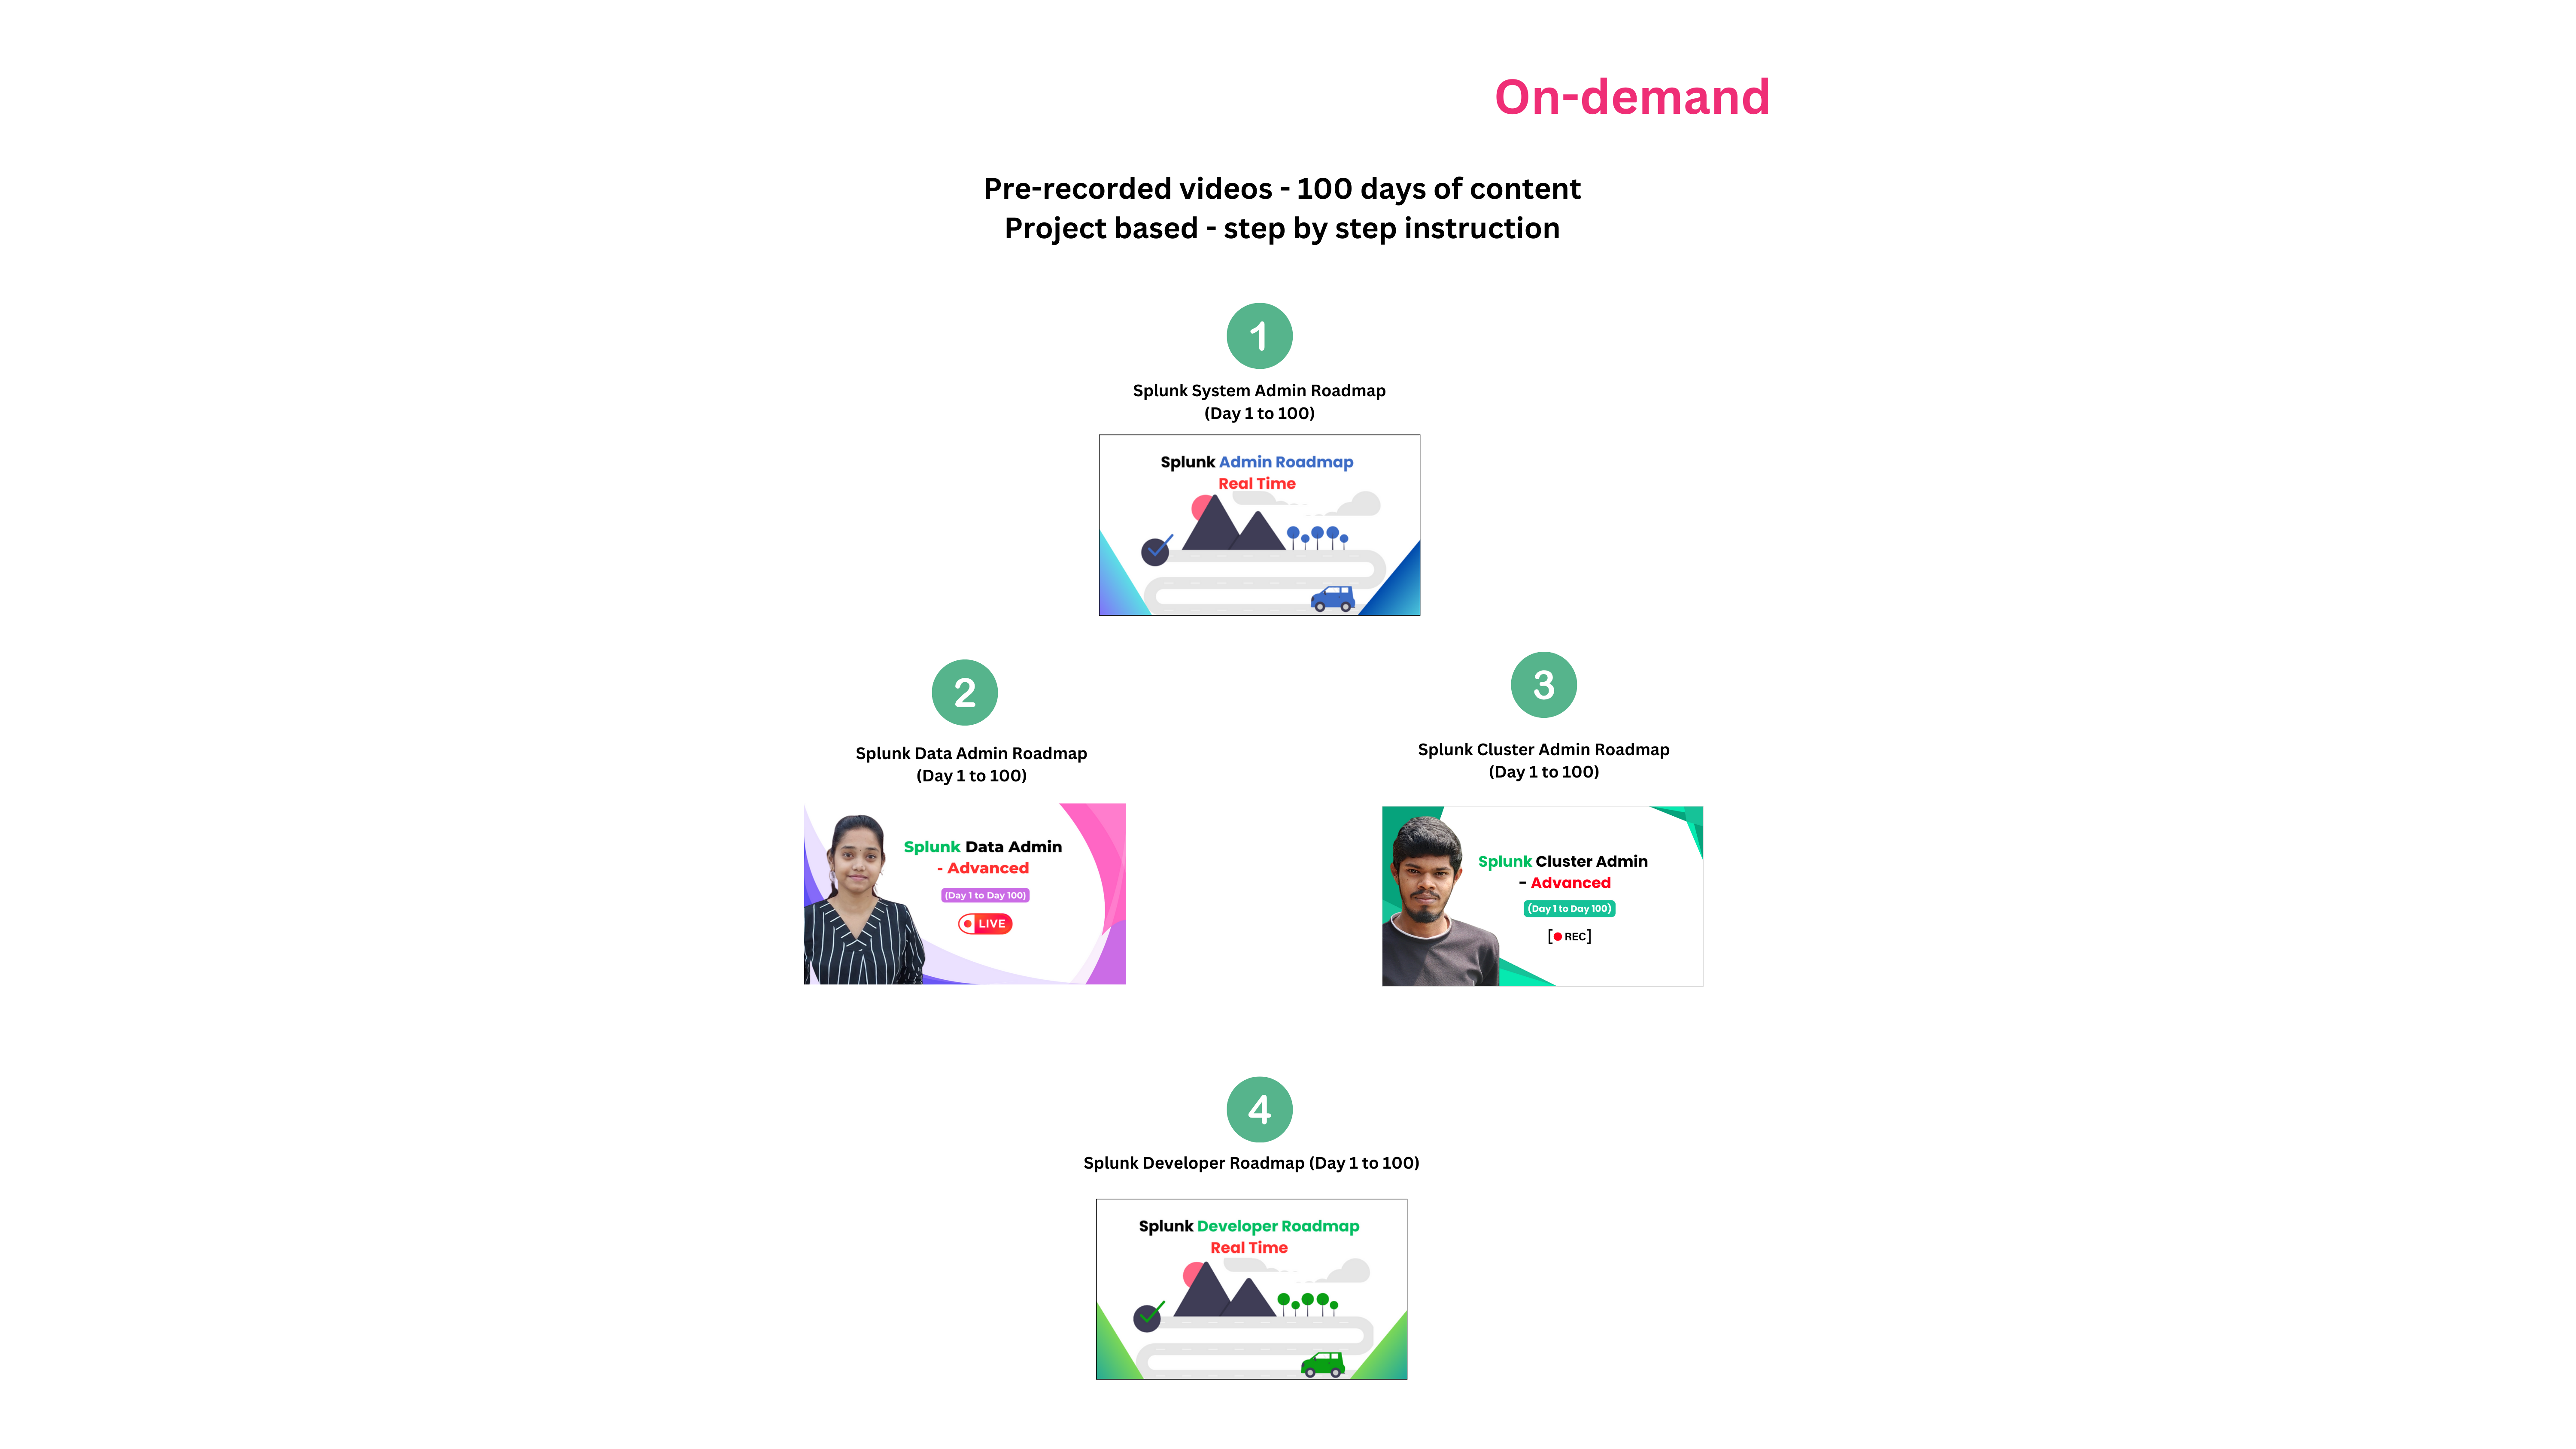 On-demand
Pre-recorded videos - 100 days of content
Project based - step by step instruction
1
Splunk System Admin Roadmap
(Day 1 to 100)
Splunk Admin Roadmap
Real Time
2
Splunk Data Admin Roadmap
(Day 1 to 100)
Splunk Data Admin
- Advanced
(Day 1 to Day 100)
LIVE
3
Splunk Cluster Admin Roadmap
(Day 1 to 100)
Splunk Cluster Admin
- Advanced
(Day 1 to Day 100)
[● REC]
4
Splunk Developer Roadmap (Day 1 to 100)
Splunk Developer Roadmap
Real Time